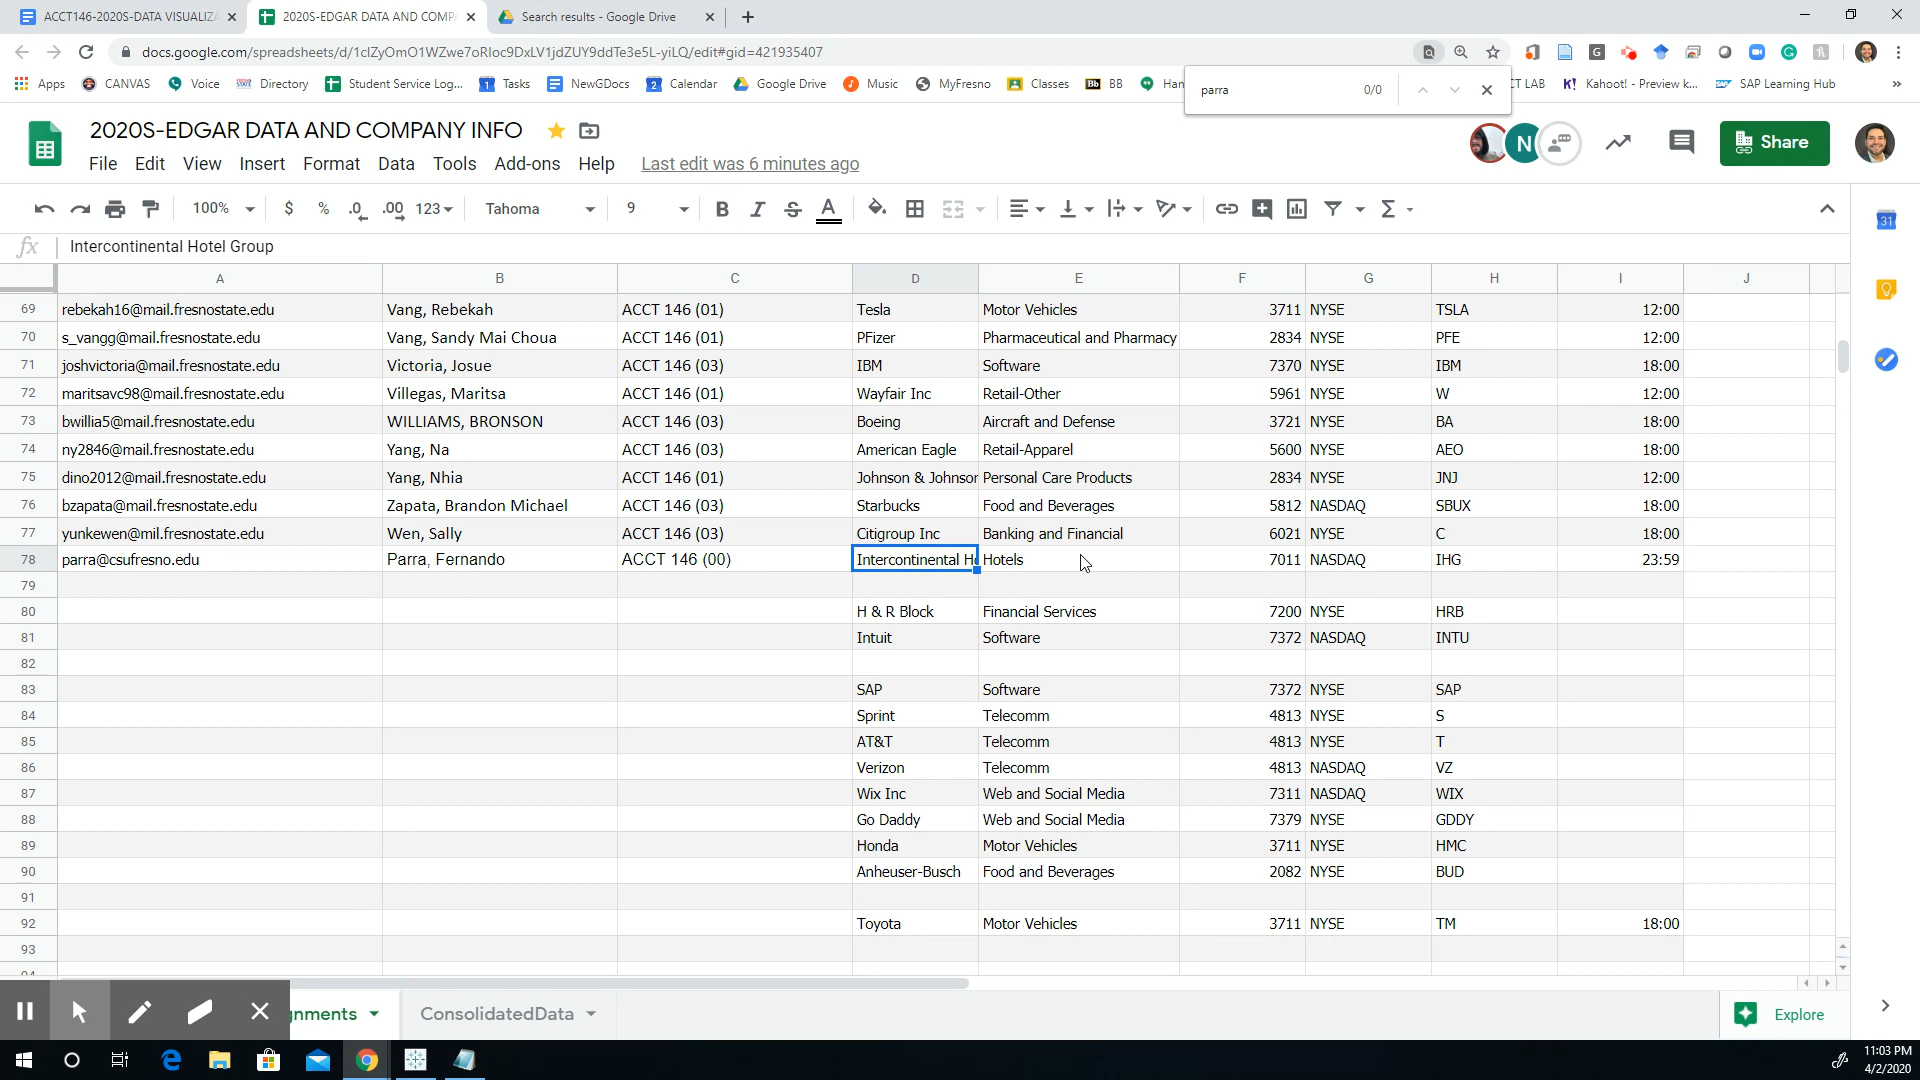 ACCT146-2020S-DATA VISUALIZ
2020S-EDGAR DATA AND COMP
Search results - Google Drive
docs.google.com/spreadsheets/d/1clZyOmO1WZwe7oRloc9DxLV1jdZUY9ddTe3e5L-yiLQ/edit#gid=421935407
Apps CANVAS Voice Directory Student Service Log... Tasks NewGDocs Calendar Google Drive Music MyFresno Classes BB Han CT LAB Kahoot! - Preview k... SAP Learning Hub »
parra 0/0
2020S-EDGAR DATA AND COMPANY INFO
N
Share
File Edit View Insert Format Data Tools Add-ons Help Last edit was 6 minutes ago
100% $ % .0 .00 123 Tahoma 9 B I S A Σ
31
fx Intercontinental Hotel Group
A B C D E F G H I J
69 rebekah16@mail.fresnostate.edu Vang, Rebekah ACCT 146 (01) Tesla Motor Vehicles 3711 NYSE TSLA 12:00
70 s_vangg@mail.fresnostate.edu Vang, Sandy Mai Choua ACCT 146 (01) PFizer Pharmaceutical and Pharmacy 2834 NYSE PFE 12:00
71 joshvictoria@mail.fresnostate.edu Victoria, Josue ACCT 146 (03) IBM Software 7370 NYSE IBM 18:00
72 maritsavc98@mail.fresnostate.edu Villegas, Maritsa ACCT 146 (01) Wayfair Inc Retail-Other 5961 NYSE W 12:00
73 bwillia5@mail.fresnostate.edu WILLIAMS, BRONSON ACCT 146 (03) Boeing Aircraft and Defense 3721 NYSE BA 18:00
74 ny2846@mail.fresnostate.edu Yang, Na ACCT 146 (03) American Eagle Retail-Apparel 5600 NYSE AEO 18:00
75 dino2012@mail.fresnostate.edu Yang, Nhia ACCT 146 (01) Johnson & Johnson Personal Care Products 2834 NYSE JNJ 12:00
76 bzapata@mail.fresnostate.edu Zapata, Brandon Michael ACCT 146 (03) Starbucks Food and Beverages 5812 NASDAQ SBUX 18:00
77 yunkewen@mil.fresnostate.edu Wen, Sally ACCT 146 (03) Citigroup Inc Banking and Financial 6021 NYSE C 18:00
78 parra@csufresno.edu Parra, Fernando ACCT 146 (00) Intercontinental Ho Hotels 7011 NASDAQ IHG 23:59
79
80 H & R Block Financial Services 7200 NYSE HRB
81 Intuit Software 7372 NASDAQ INTU
82
83 SAP Software 7372 NYSE SAP
84 Sprint Telecomm 4813 NYSE S
85 AT&T Telecomm 4813 NYSE T
86 Verizon Telecomm 4813 NASDAQ VZ
87 Wix Inc Web and Social Media 7311 NASDAQ WIX
88 Go Daddy Web and Social Media 7379 NYSE GDDY
89 Honda Motor Vehicles 3711 NYSE HMC
90 Anheuser-Busch Food and Beverages 2082 NYSE BUD
91
92 Toyota Motor Vehicles 3711 NYSE TM 18:00
93
94
gnments ConsolidatedData Explore
11:03 PM
4/2/2020